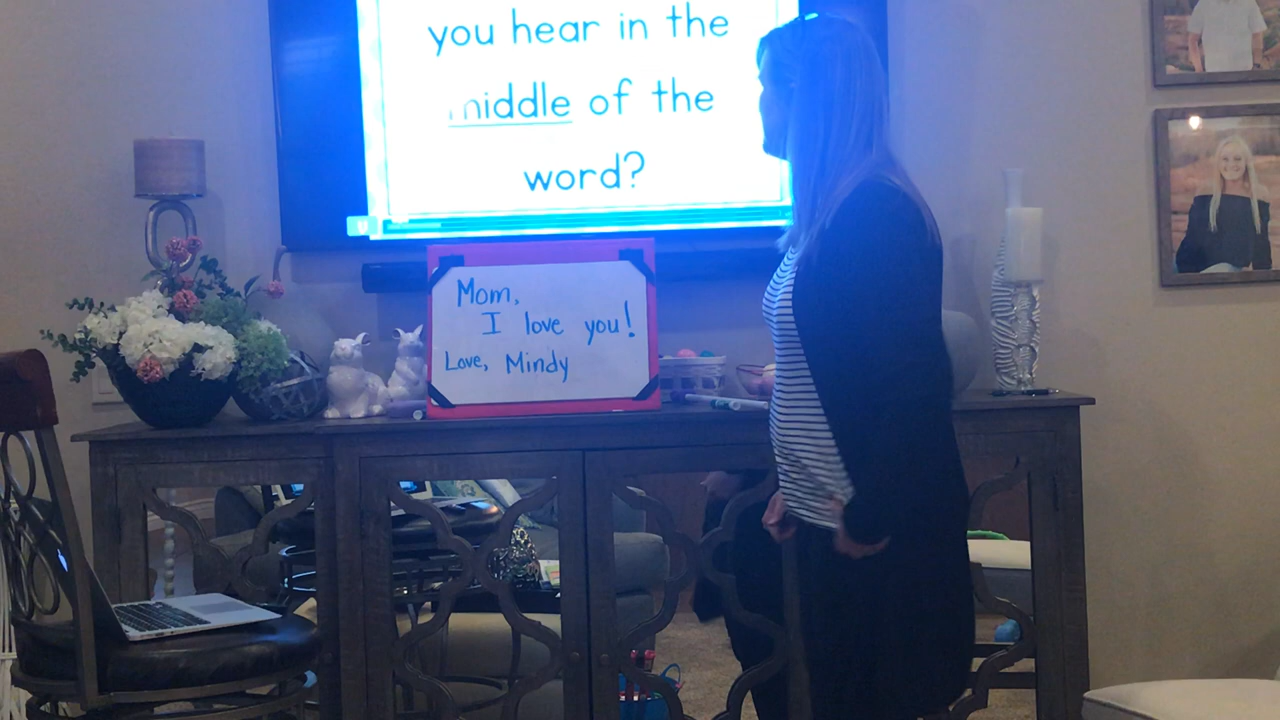 you hear in the
middle of the
word?
Mom,
I love you!
Love, Mindy